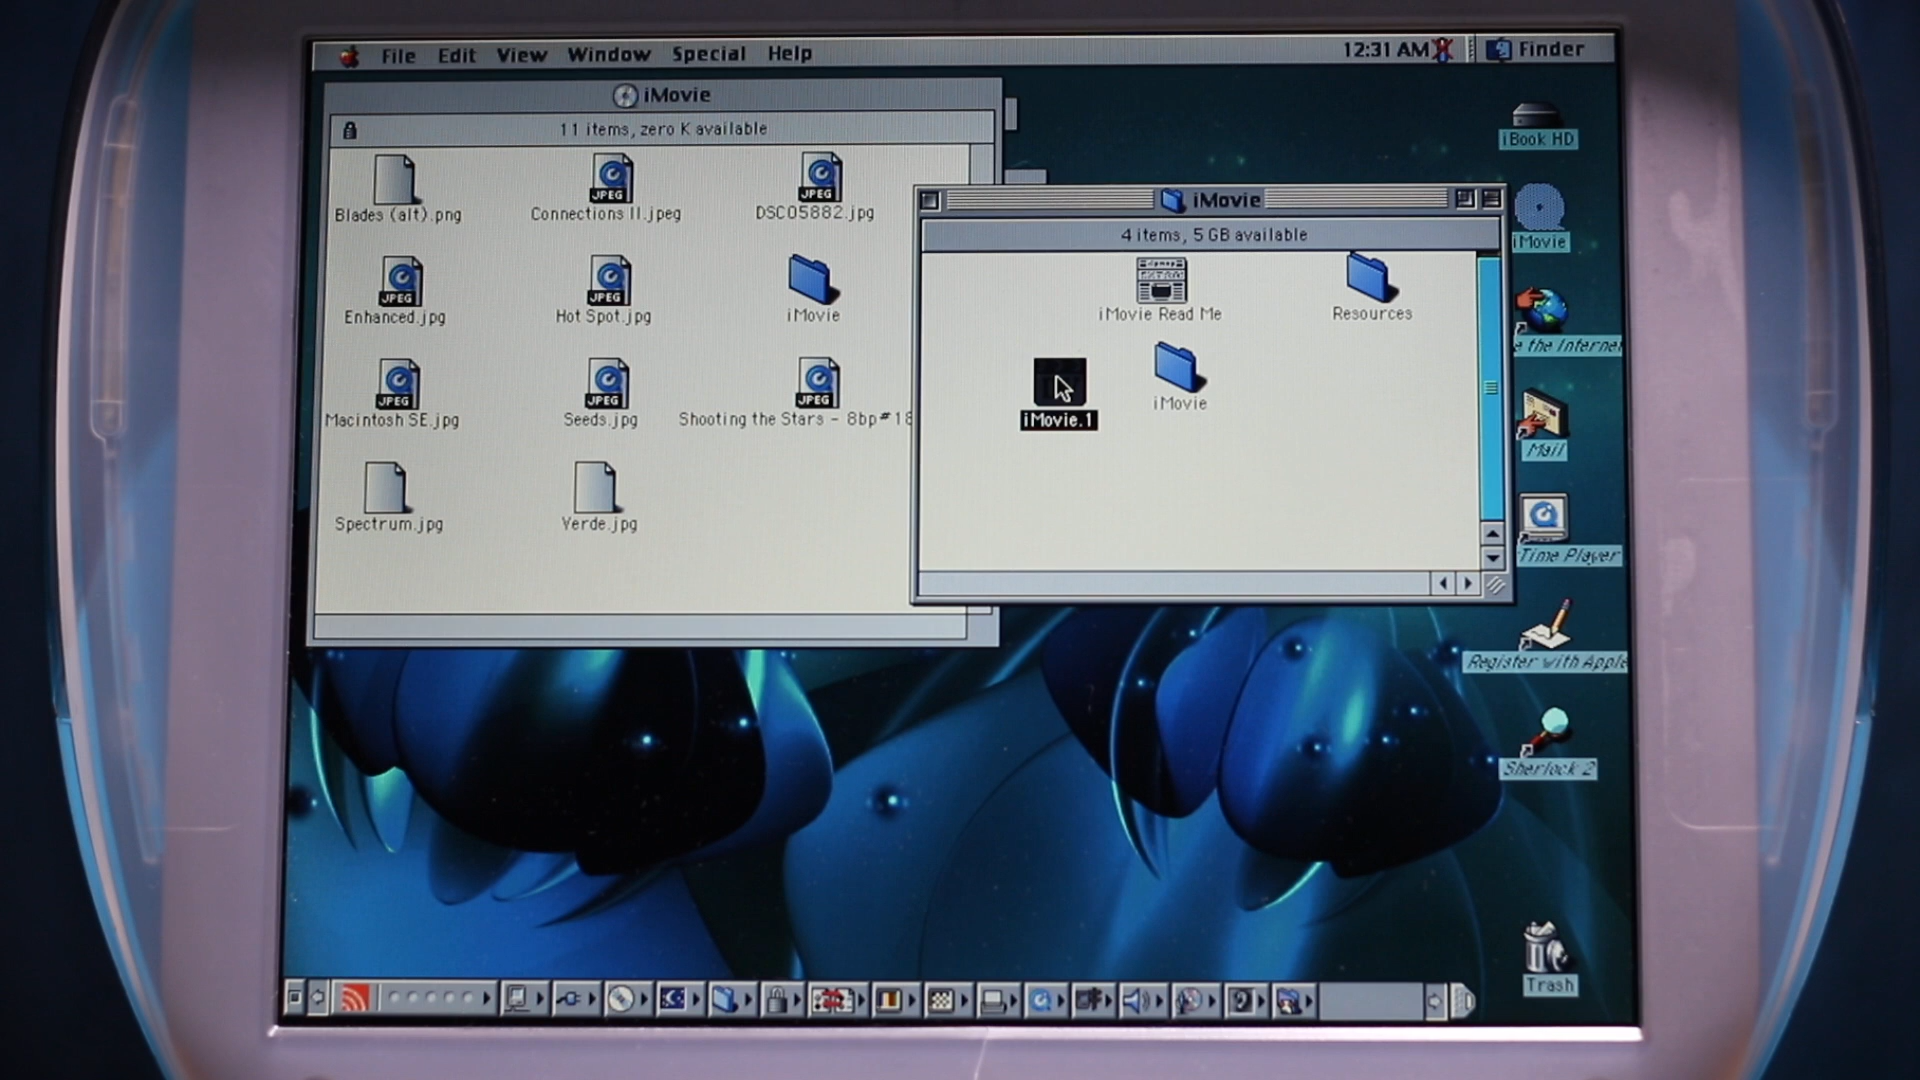 File Edit View Window Special Help
12:31 AM Finder
iMovie
11 items, zero K available
Blades (alt).png
Connections II.jpeg
DSC05882.jpg
Enhanced.jpg
Hot Spot.jpg
iMovie
Macintosh SE.jpg
Seeds.jpg
Shooting the Stars - 8bp#18
Spectrum.jpg
Verde.jpg
JPEG
JPEG
JPEG
JPEG
JPEG
JPEG
JPEG
iMovie
4 items, 5 GB available
iMovie Read Me
Resources
iMovie.1
iMovie
iBook HD
iMovie
e the Internet
Mail
Time Player
Register with Apple
Sherlock 2
Trash